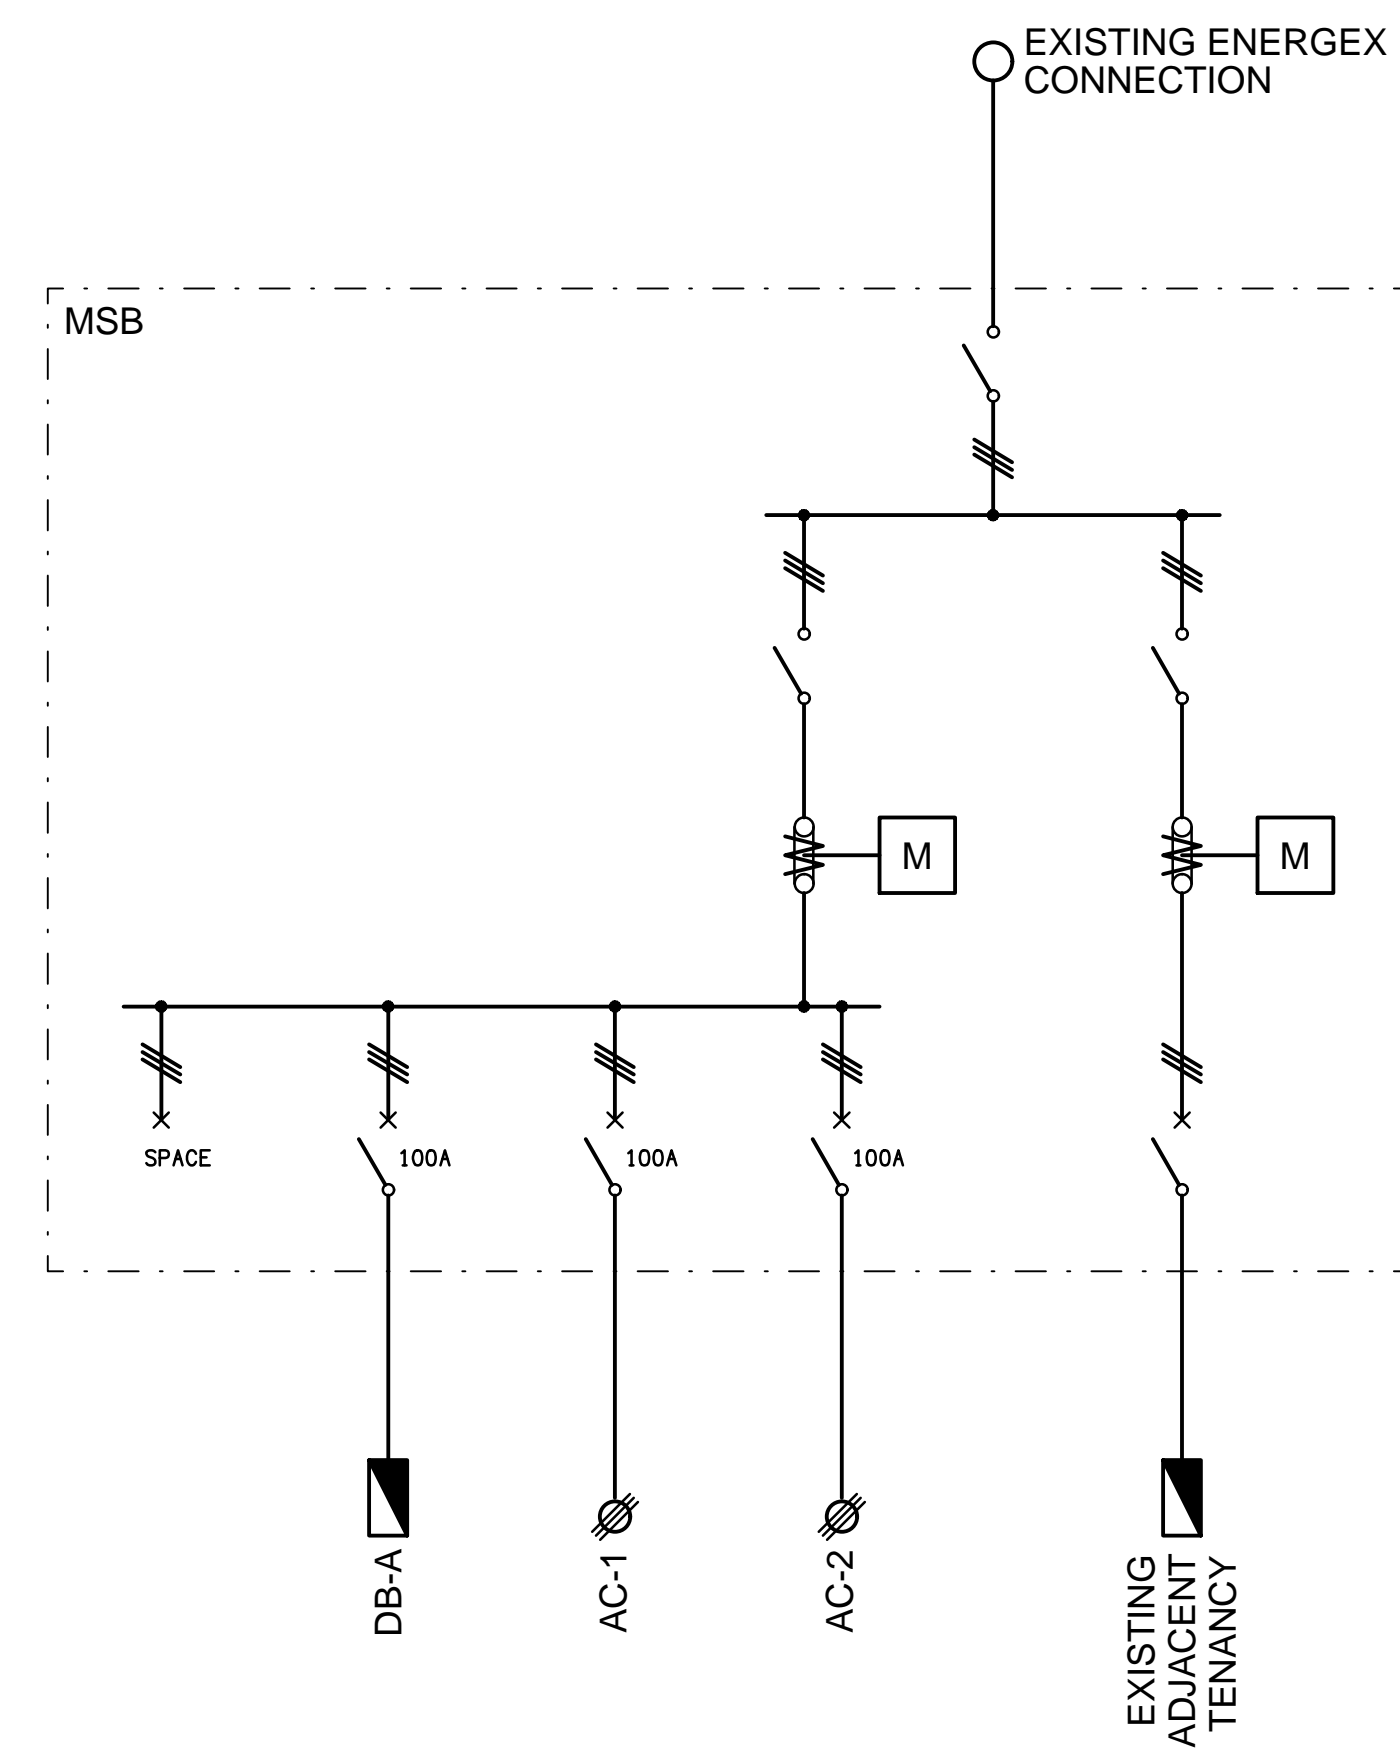 EXISTING ENERGEX
CONNECTION
MSB
M
M
SPACE
100A
100A
100A
DB-A
AC-1
AC-2
EXISTING
ADJACENT
TENANCY